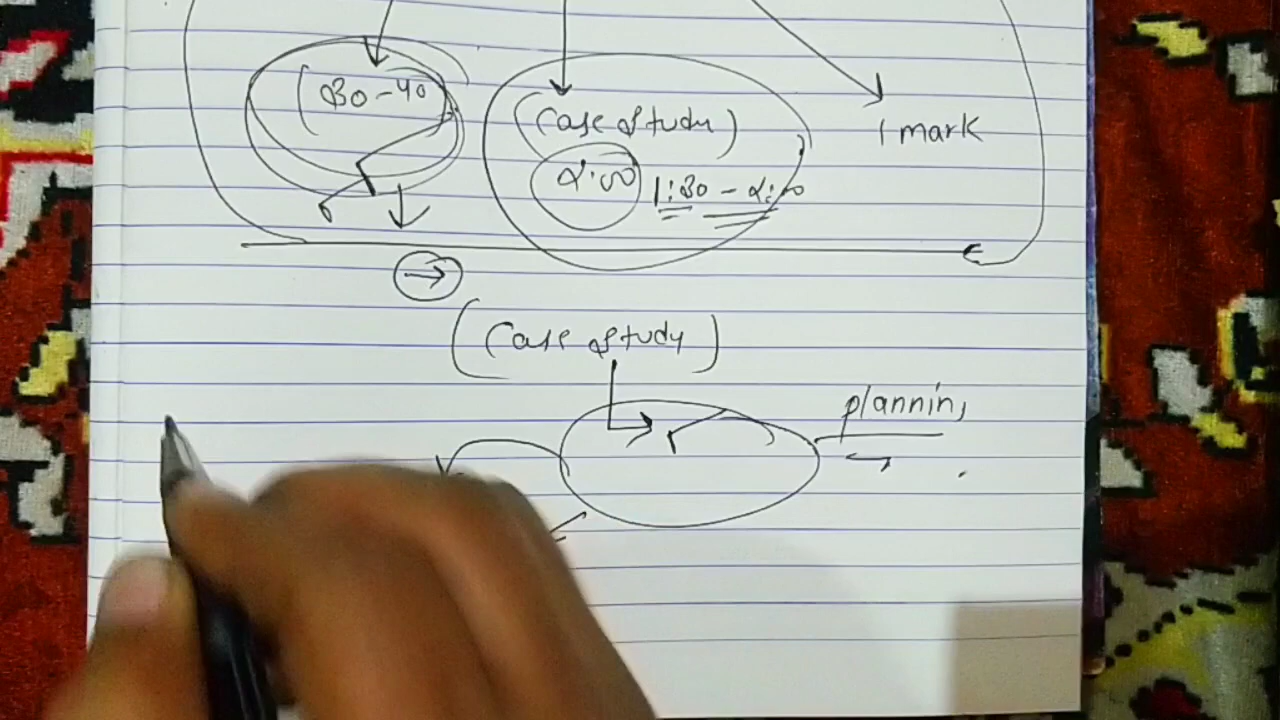 (30-40)
(Case Study)
1 mark
2:00
1:30 - 2:00
(Case Study)
planning